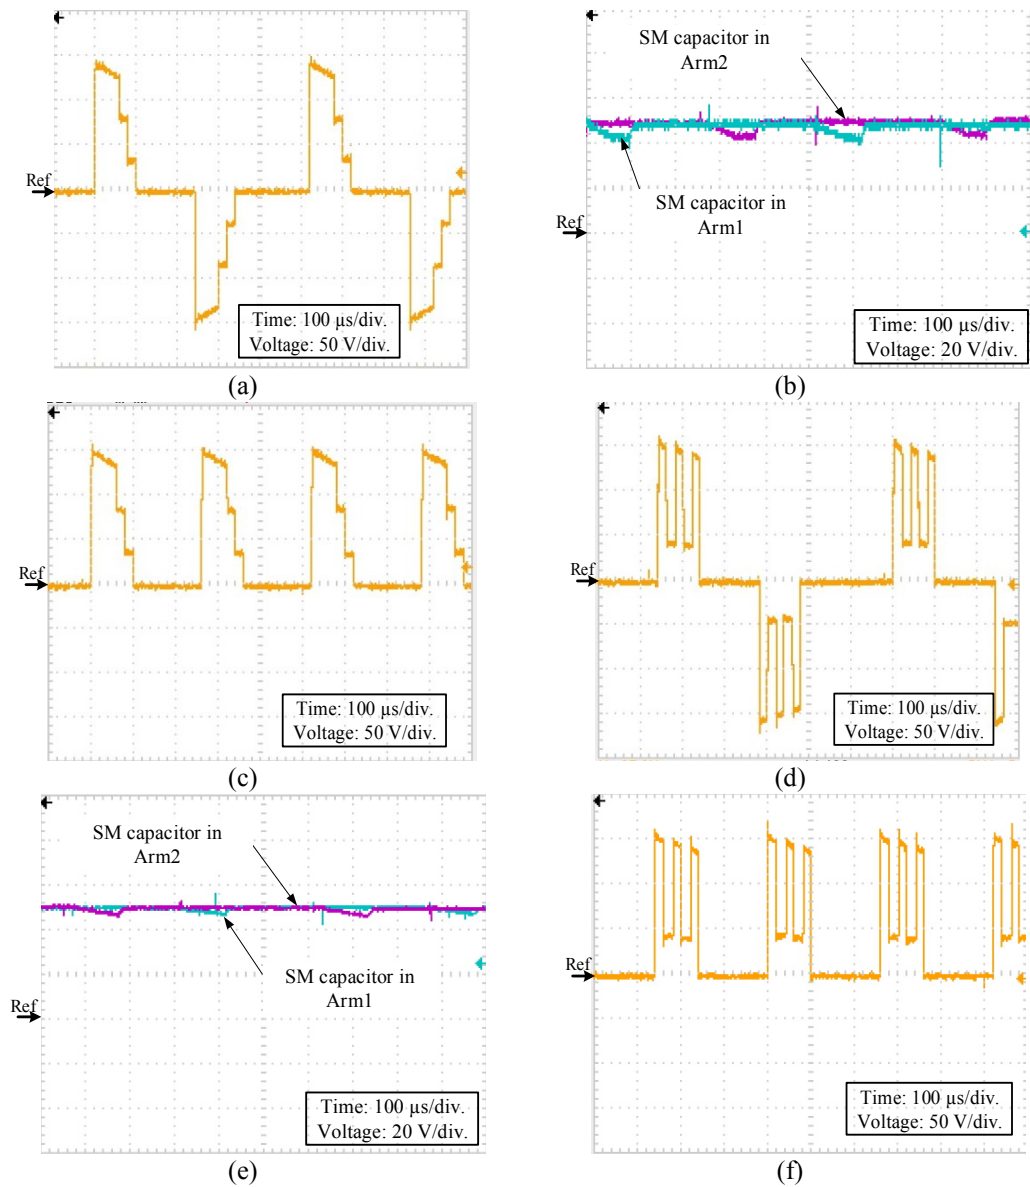 Ref
Time: 100 µs/div.
Voltage: 50 V/div.
(a)
SM capacitor in
Arm2
SM capacitor in
Arm1
Ref
Time: 100 µs/div.
Voltage: 20 V/div.
(b)
Ref
Time: 100 µs/div.
Voltage: 50 V/div.
(c)
Ref
Time: 100 µs/div.
Voltage: 50 V/div.
(d)
SM capacitor in
Arm2
SM capacitor in
Arm1
Ref
Time: 100 µs/div.
Voltage: 20 V/div.
(e)
Ref
Time: 100 µs/div.
Voltage: 50 V/div.
(f)